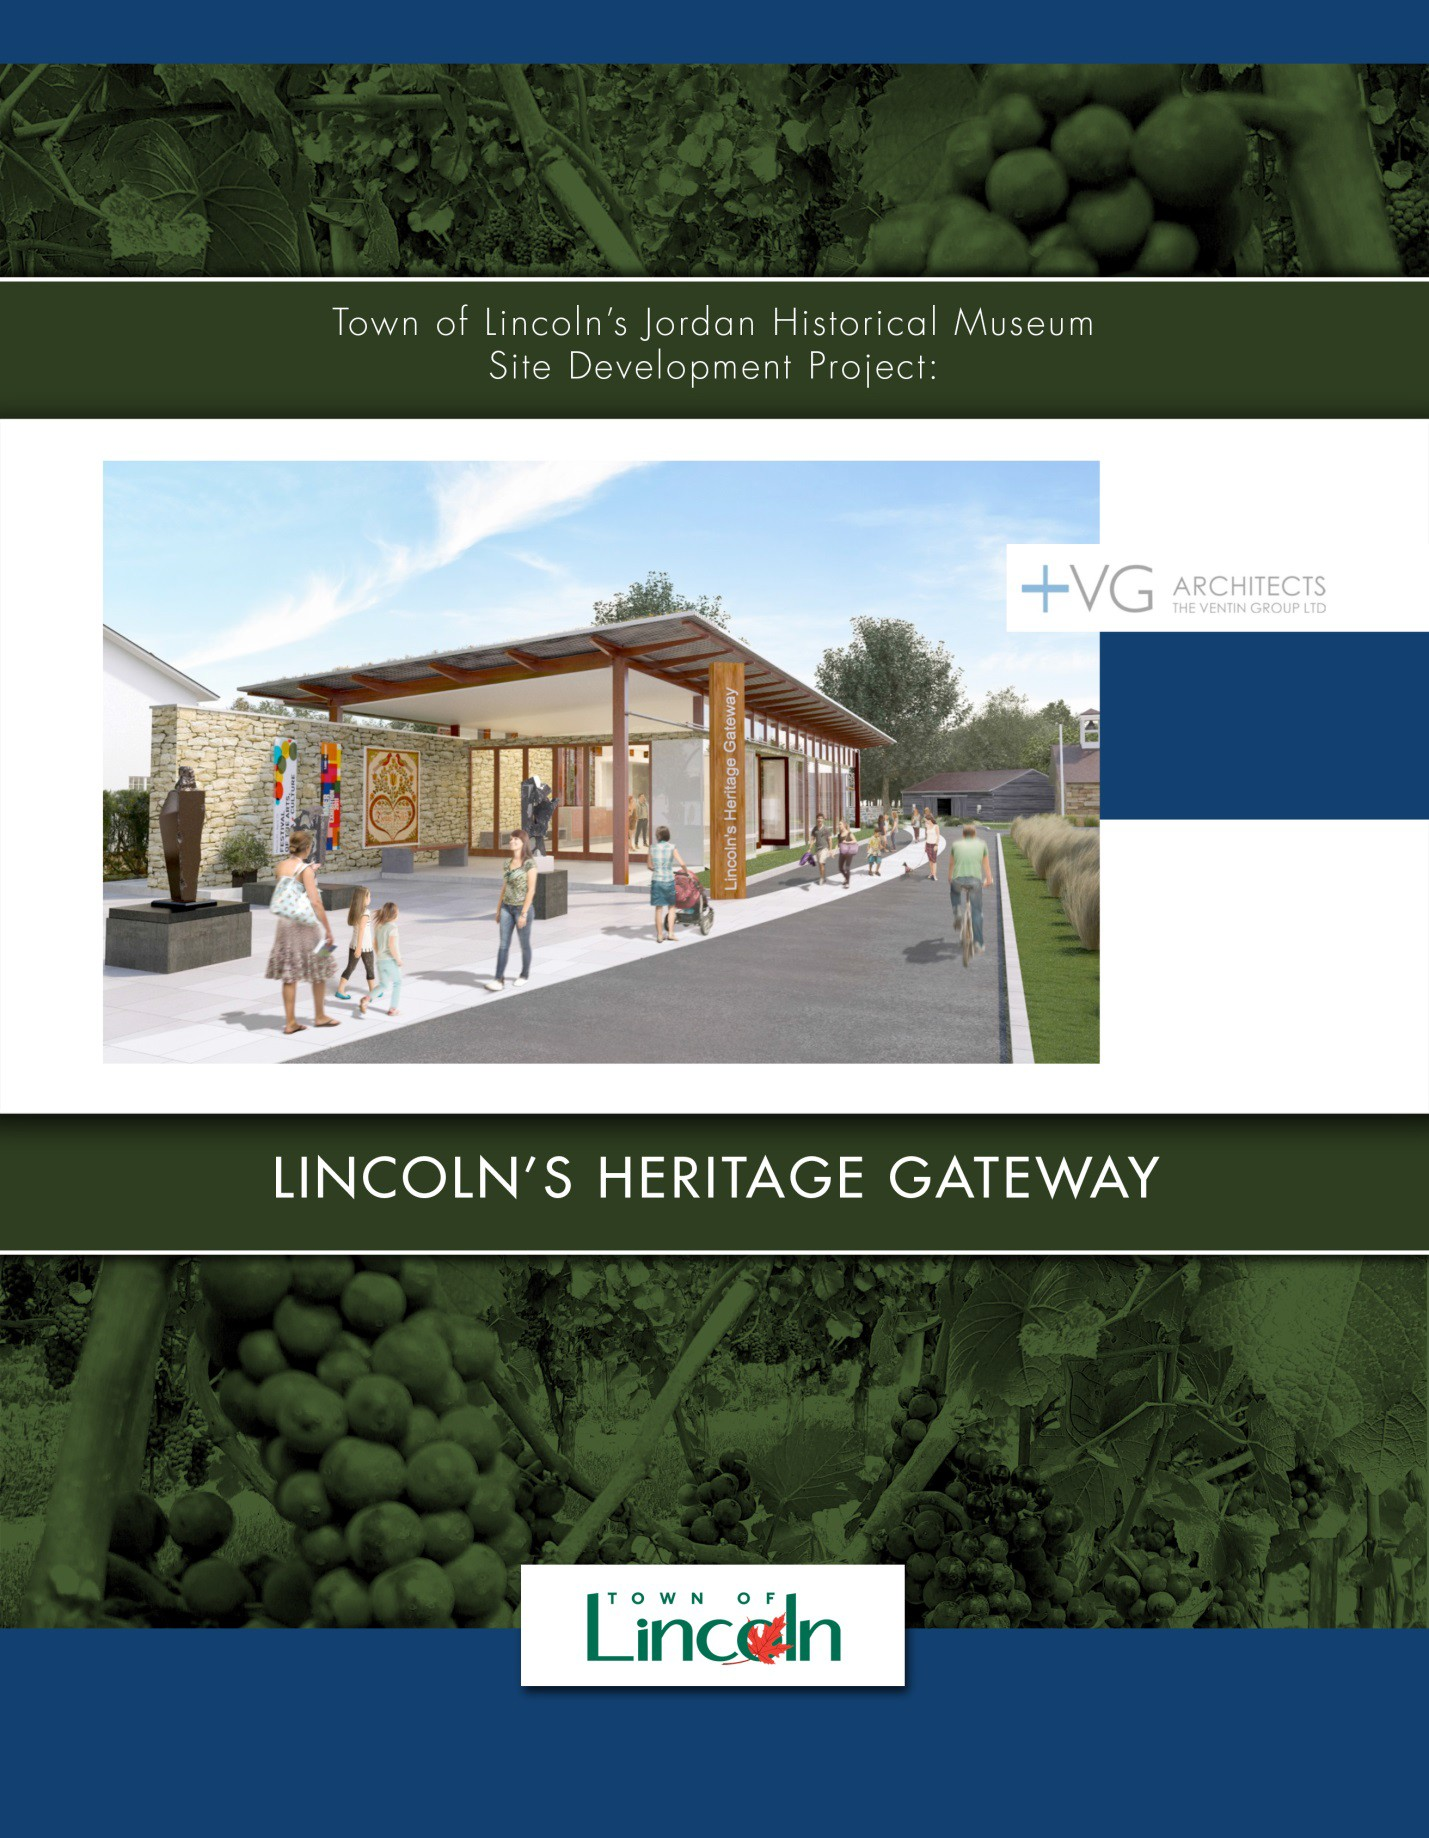 Town of Lincoln’s Jordan Historical Museum
Site Development Project:
+VG ARCHITECTS
THE VENTIN GROUP LTD
Lincoln's Heritage Gateway
FESTIVAL
LINCOLN’S HERITAGE GATEWAY
TOWN OF
Lincoln